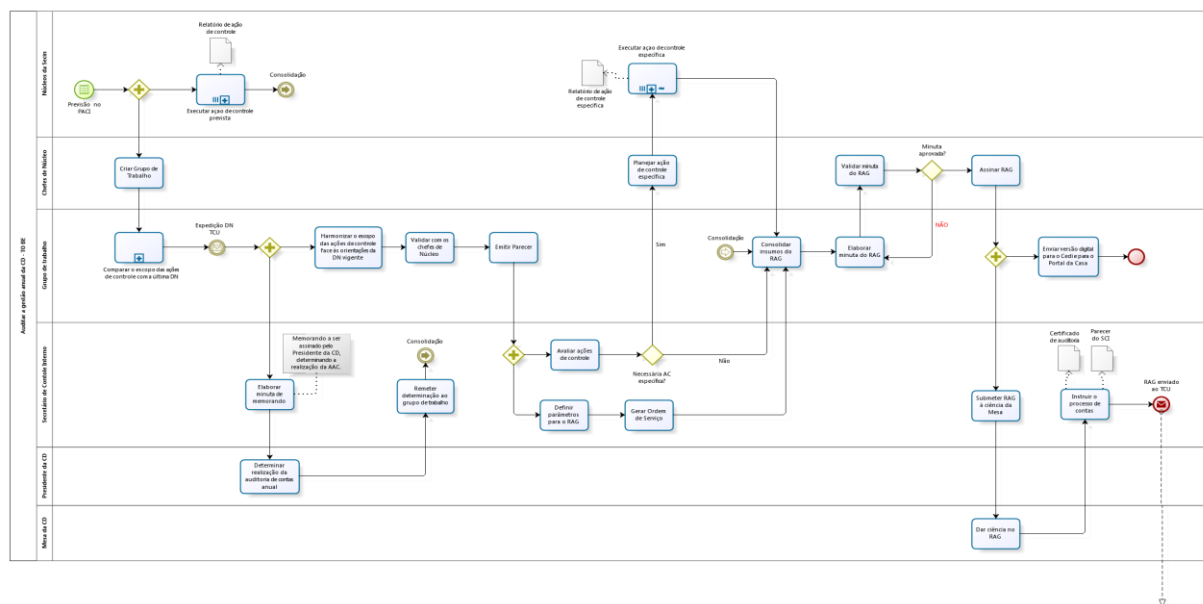 Auditar a gestão anual da CD - TO BE
Núcleos da Secin
Relatório de ação
de controle
Previsão no
PACI
Executar açao de controle
prevista
Consolidação
Relatório de ação
de controle específica
Executar açao de controle
específica
Chefes de Núcleo
Criar Grupo de
Trabalho
Planejar ação
de controle
específica
Validar minuta
do RAG
Minuta
aprovada?
Assinar RAG
Grupo de trabalho
Comparar o escopo das ações
de controle com a última DN
Expedição DN
TCU
Harmonizar o escopo
das ações de controle
face às orientações da
DN vigente
Validar com os
chefes de
Núcleo
Emitir Parecer
Sim
Consolidação
Consolidar
insumos do
RAG
Elaborar
minuta do RAG
NÃO
Enviar versão digital
para o Cedi e para o
Portal da Casa
Secretário de Controle Interno
Memorando a ser
assinado pelo
Presidente da CD,
determinando a
realização da AAC.
Elaborar
minuta de
memorando
Consolidação
Remeter
determinação ao
grupo de trabalho
Avaliar ações
de controle
Necessária AC
específica?
Não
Definir
parâmetros
para o RAG
Gerar Ordem
de Serviço
Submeter RAG
à ciência da
Mesa
Certificado
de auditoria
Parecer
do SCI
Instruir o
processo de
contas
RAG enviado
ao TCU
Presidente da CD
Determinar
realização da
auditoria de contas
anual
Mesa da CD
Dar ciência no
RAG